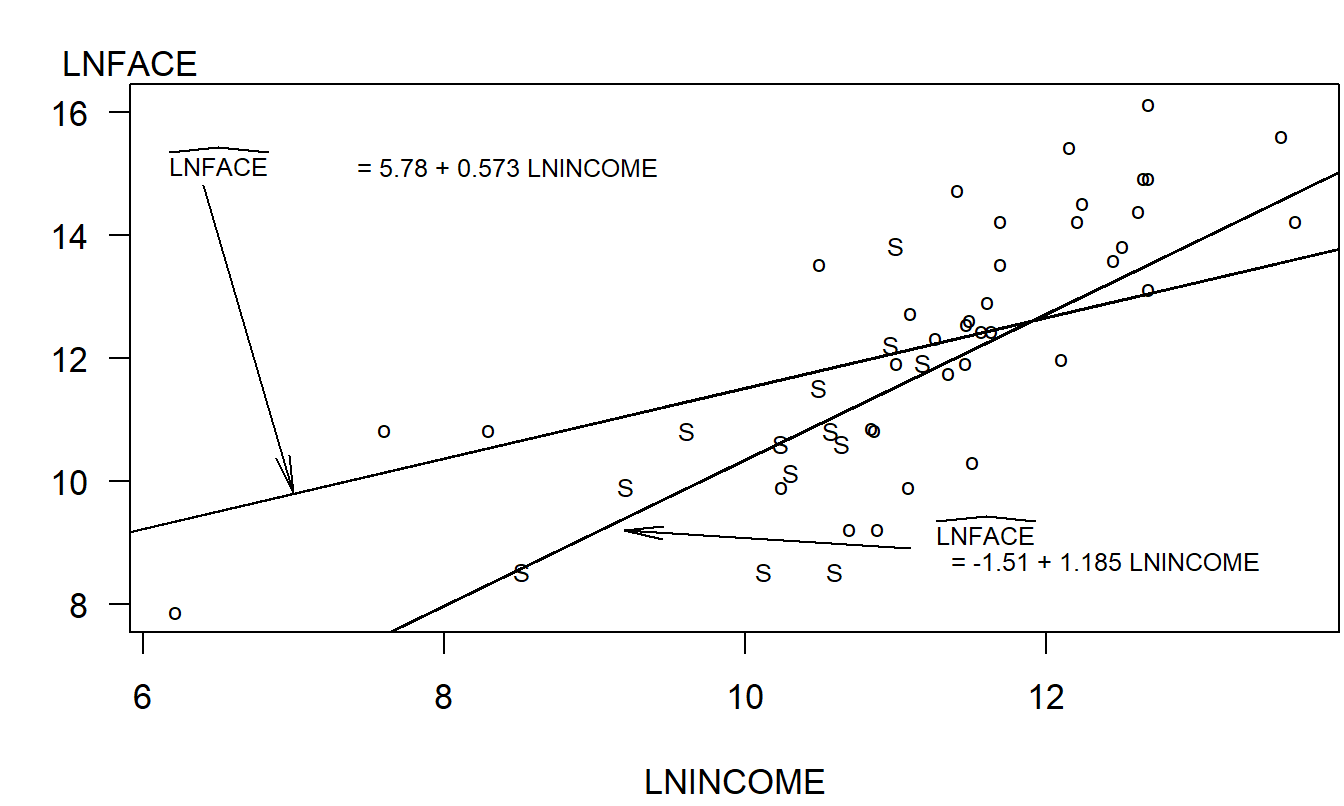 LNFACE
16
14
12
10
8
LNFACE = 5.78 + 0.573 LNINCOME
LNFACE
= -1.51 + 1.185 LNINCOME
6 8 10 12
LNINCOME